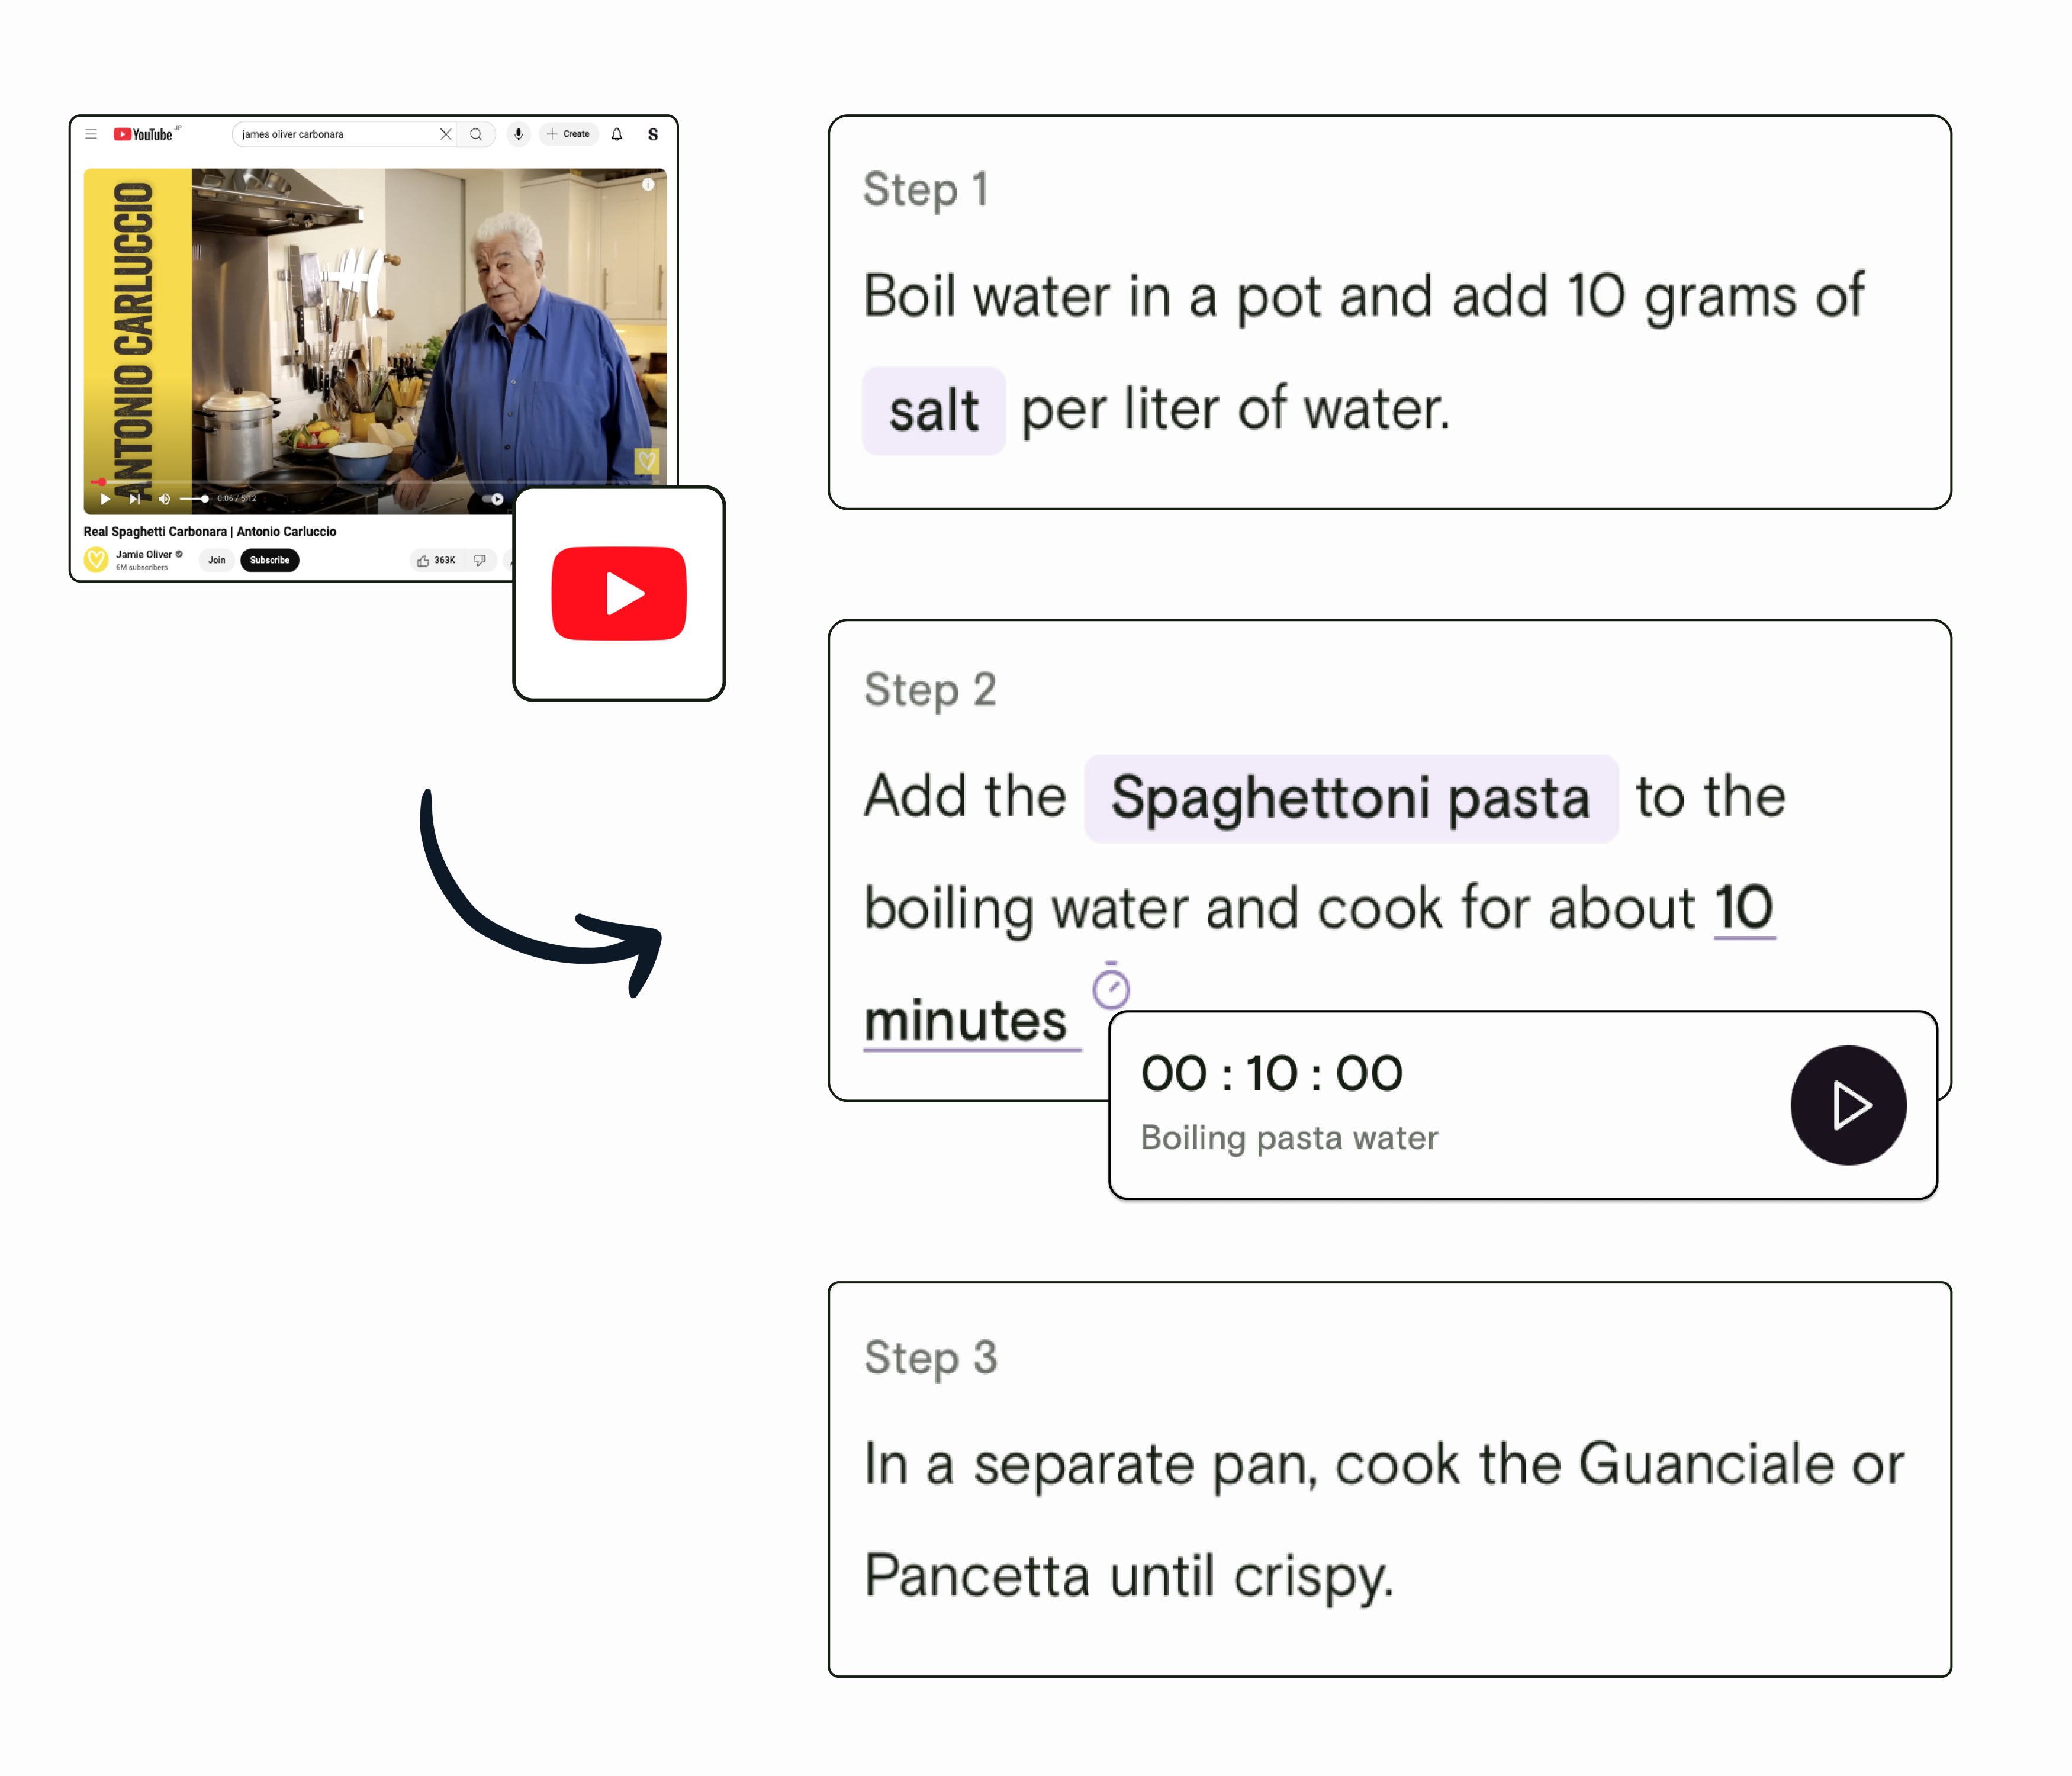 YouTube JP
james oliver carbonara
Create
S
ANTONIO CARLUCCIO
0:06 / 5:12
Real Spaghetti Carbonara | Antonio Carluccio
Jamie Oliver
6M subscribers
Join
Subscribe
363K
Step 1
Boil water in a pot and add 10 grams of
salt per liter of water.
Step 2
Add the Spaghettoni pasta to the
boiling water and cook for about 10
minutes
00 : 10 : 00
Boiling pasta water
Step 3
In a separate pan, cook the Guanciale or
Pancetta until crispy.